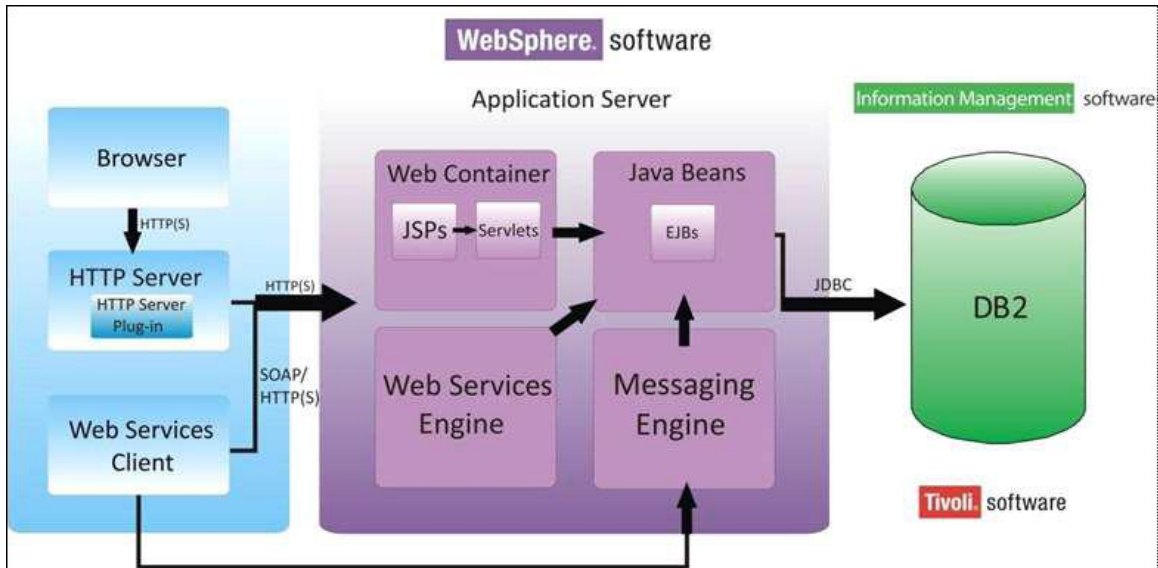 WebSphere. software
Application Server
Information Management software
Browser
HTTP(S)
HTTP Server
HTTP Server
Plug-in
HTTP(S)
SOAP/
HTTP(S)
Web Services
Client
Web Container
JSPs
Servlets
Java Beans
EJBs
Web Services
Engine
Messaging
Engine
JDBC
DB2
Tivoli. software